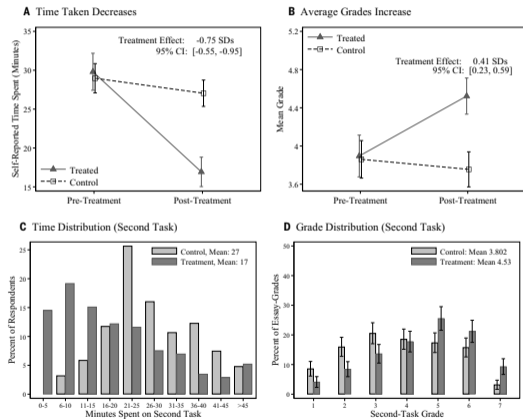 A Time Taken Decreases
Self-Reported Time Spent (Minutes)
35
30
25
20
15
Treatment Effect: -0.75 SDs
95% CI: [-0.55, -0.95]
Treated
Control
Pre-Treatment
Post-Treatment
B Average Grades Increase
Mean Grade
5.2
4.8
4.4
4
3.6
Treated
Control
Treatment Effect: 0.41 SDs
95% CI: [0.23, 0.59]
Pre-Treatment
Post-Treatment
C Time Distribution (Second Task)
Percent of Respondents
25
20
15
10
5
0
Control, Mean: 27
Treatment, Mean: 17
0-5 6-10 11-15 16-20 21-25 26-30 31-35 36-40 41-45 >45
Minutes Spent on Second Task
D Grade Distribution (Second Task)
Percent of Essay-Grades
50
40
30
20
10
0
Control: Mean 3.802
Treatment: Mean 4.53
1 2 3 4 5 6 7
Second-Task Grade